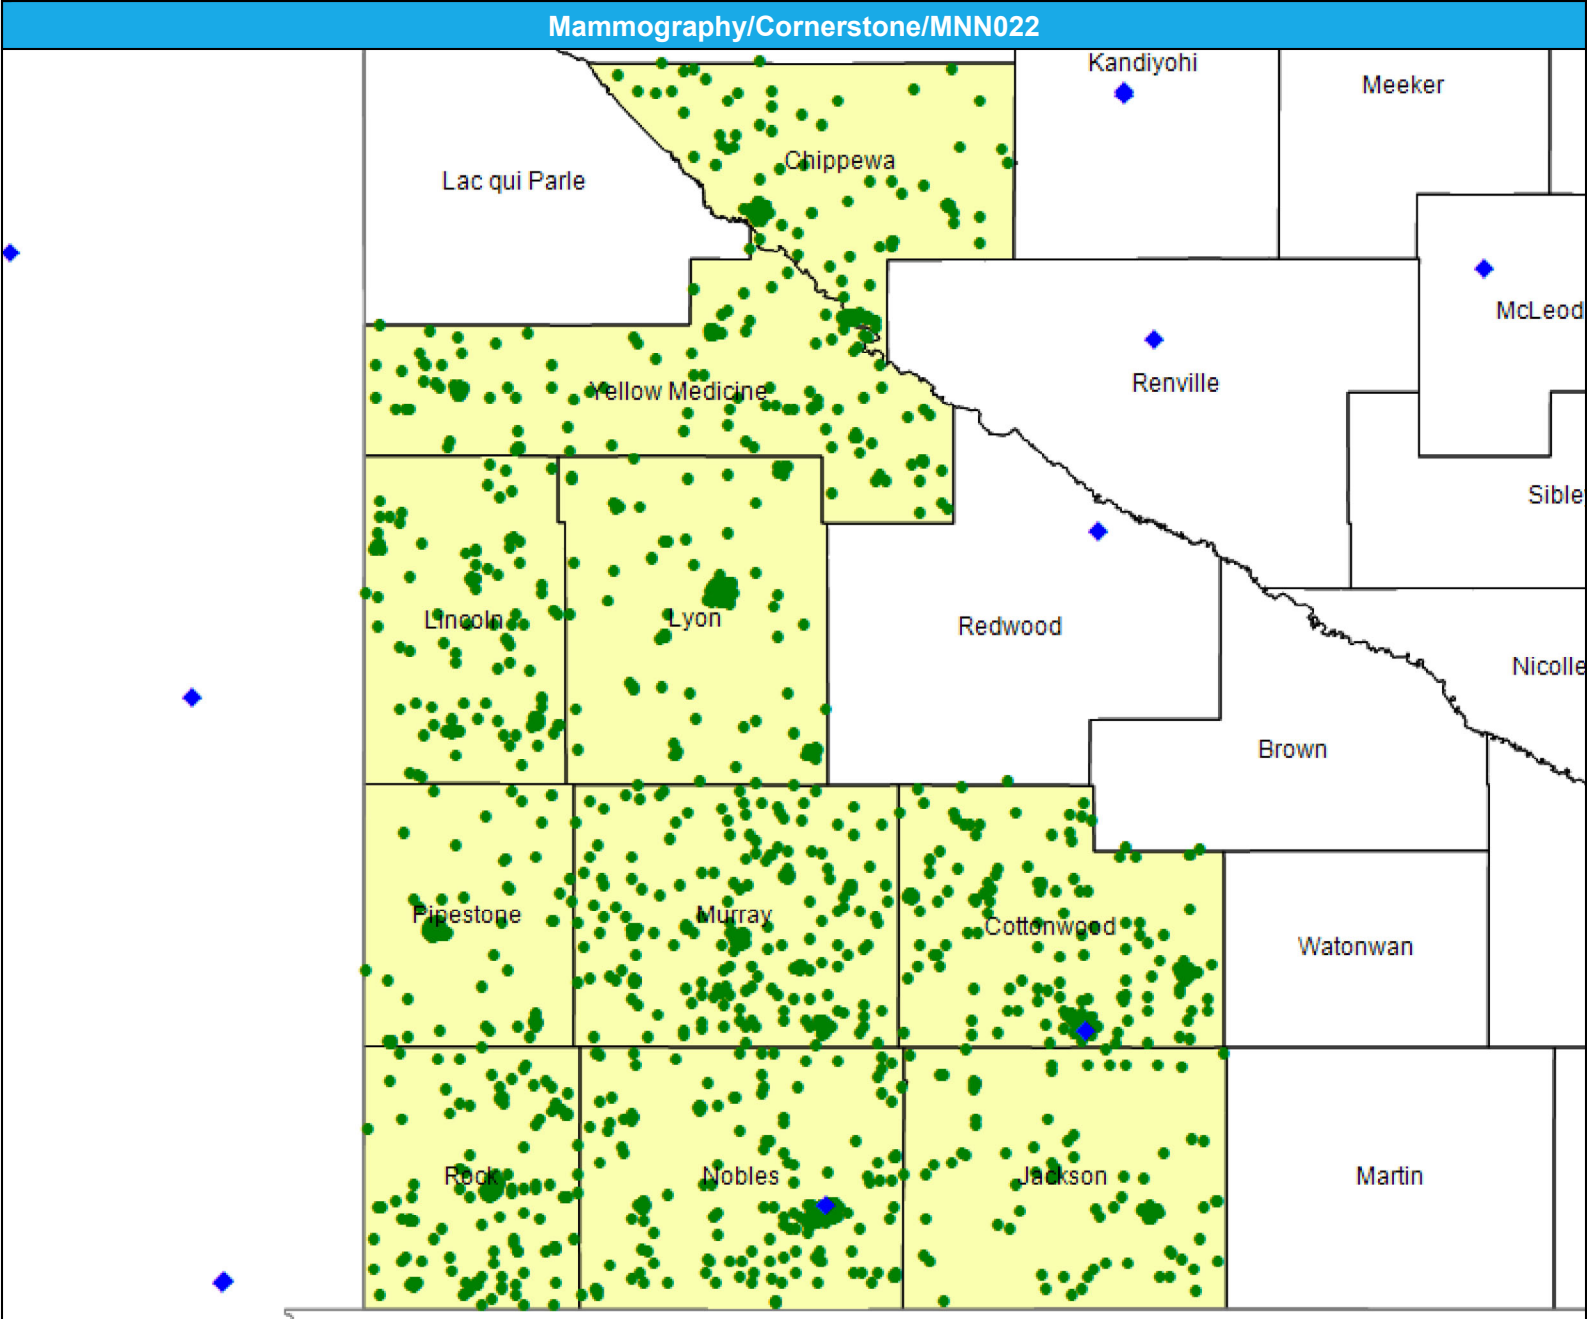 Mammography/Cornerstone/MNN022
Kandiyohi
Meeker
Chippewa
Lac qui Parle
McLeod
Renville
Yellow Medicine
Sible
Lincoln
Lyon
Redwood
Nicolle
Brown
Pipestone
Murray
Cottonwood
Watonwan
Rock
Nobles
Jackson
Martin